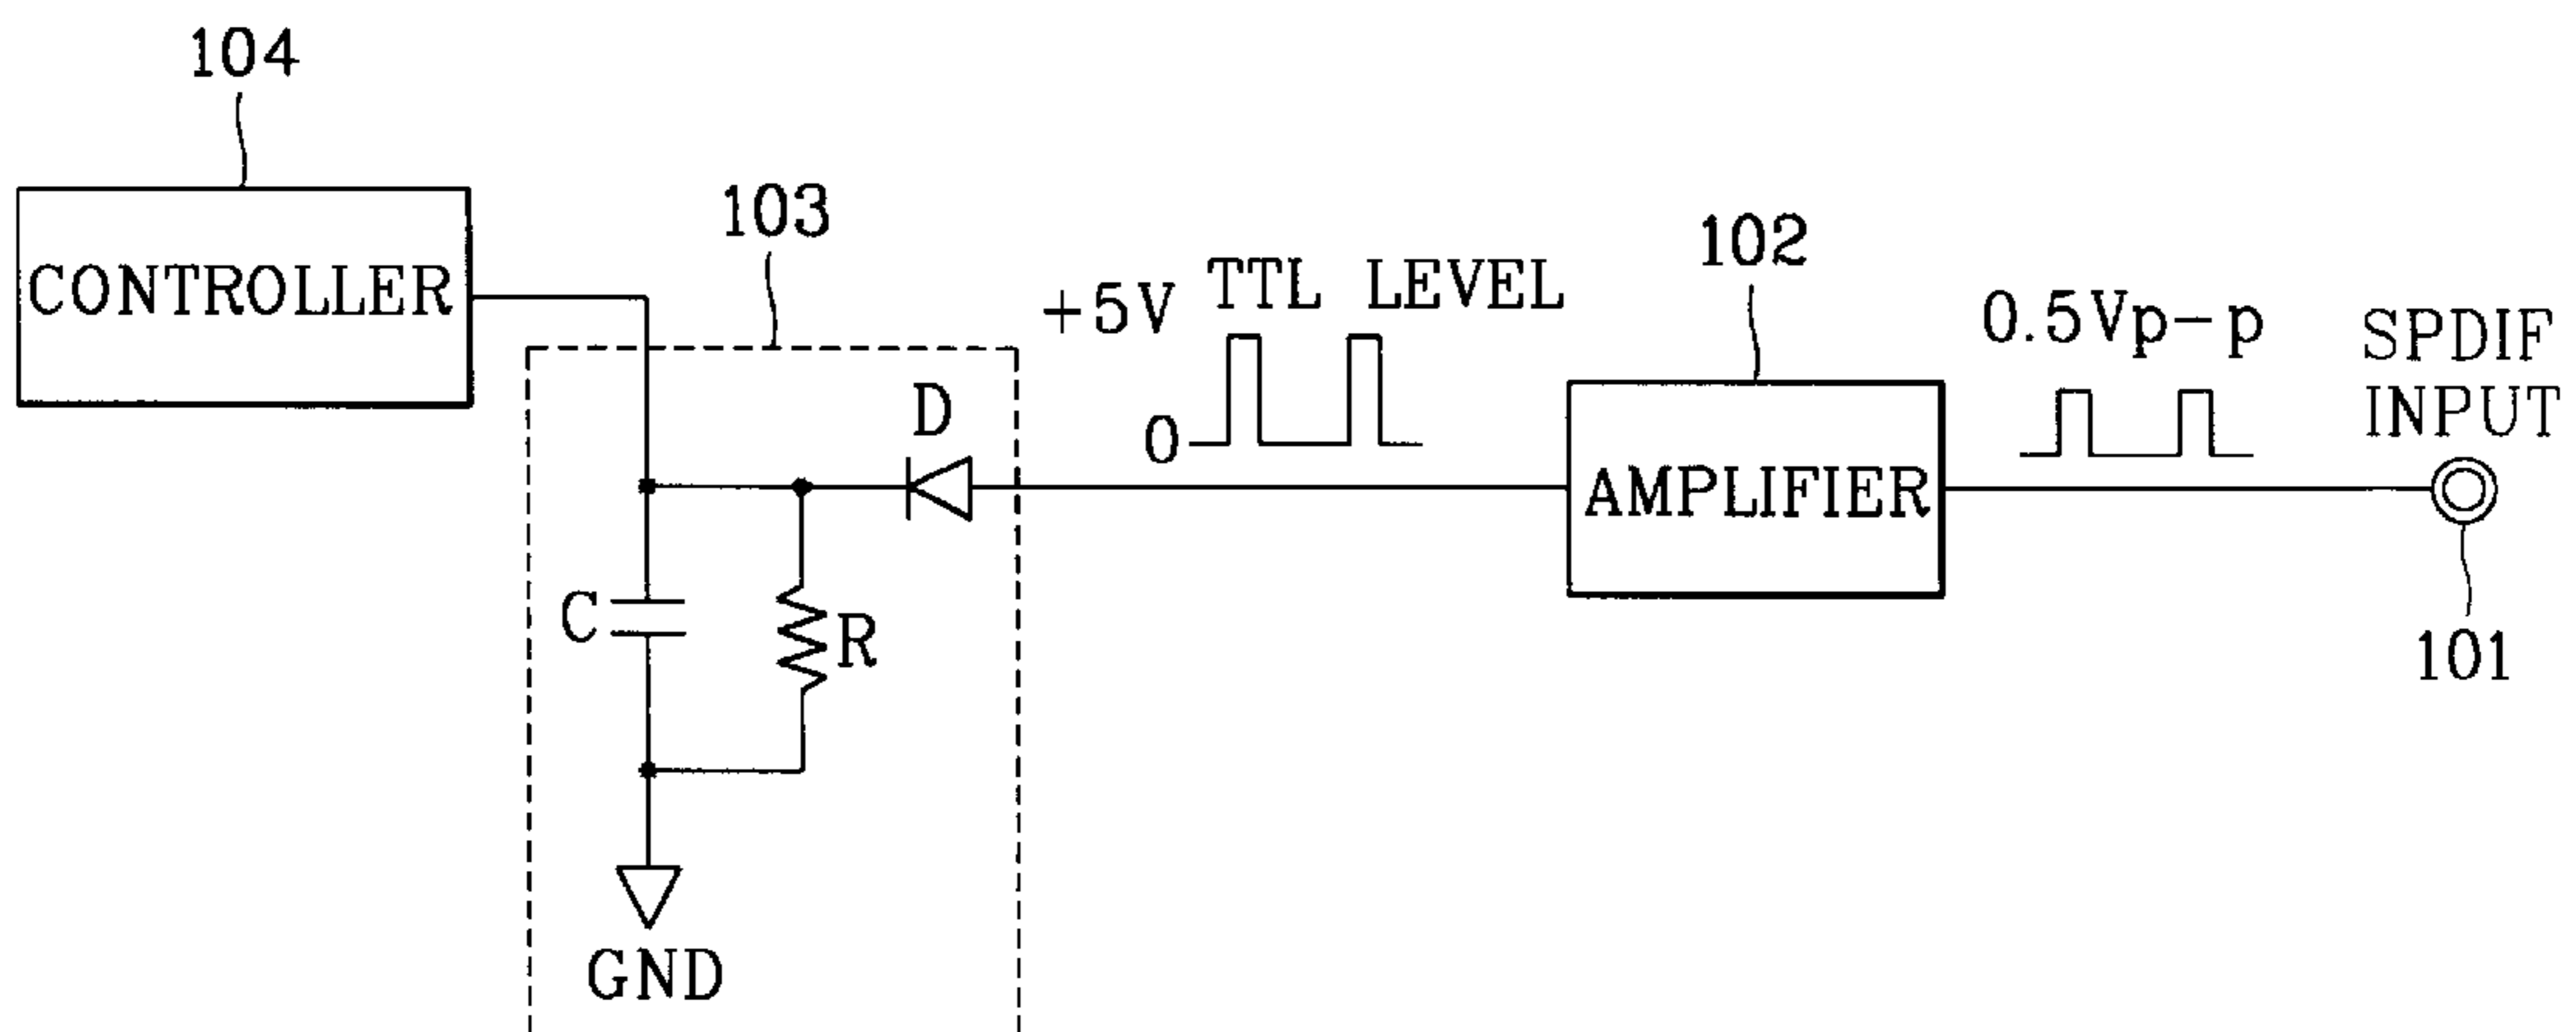 104
CONTROLLER
103
D
C
R
GND
+5V
TTL LEVEL
0
102
AMPLIFIER
0.5Vp-p
SPDIF
INPUT
101